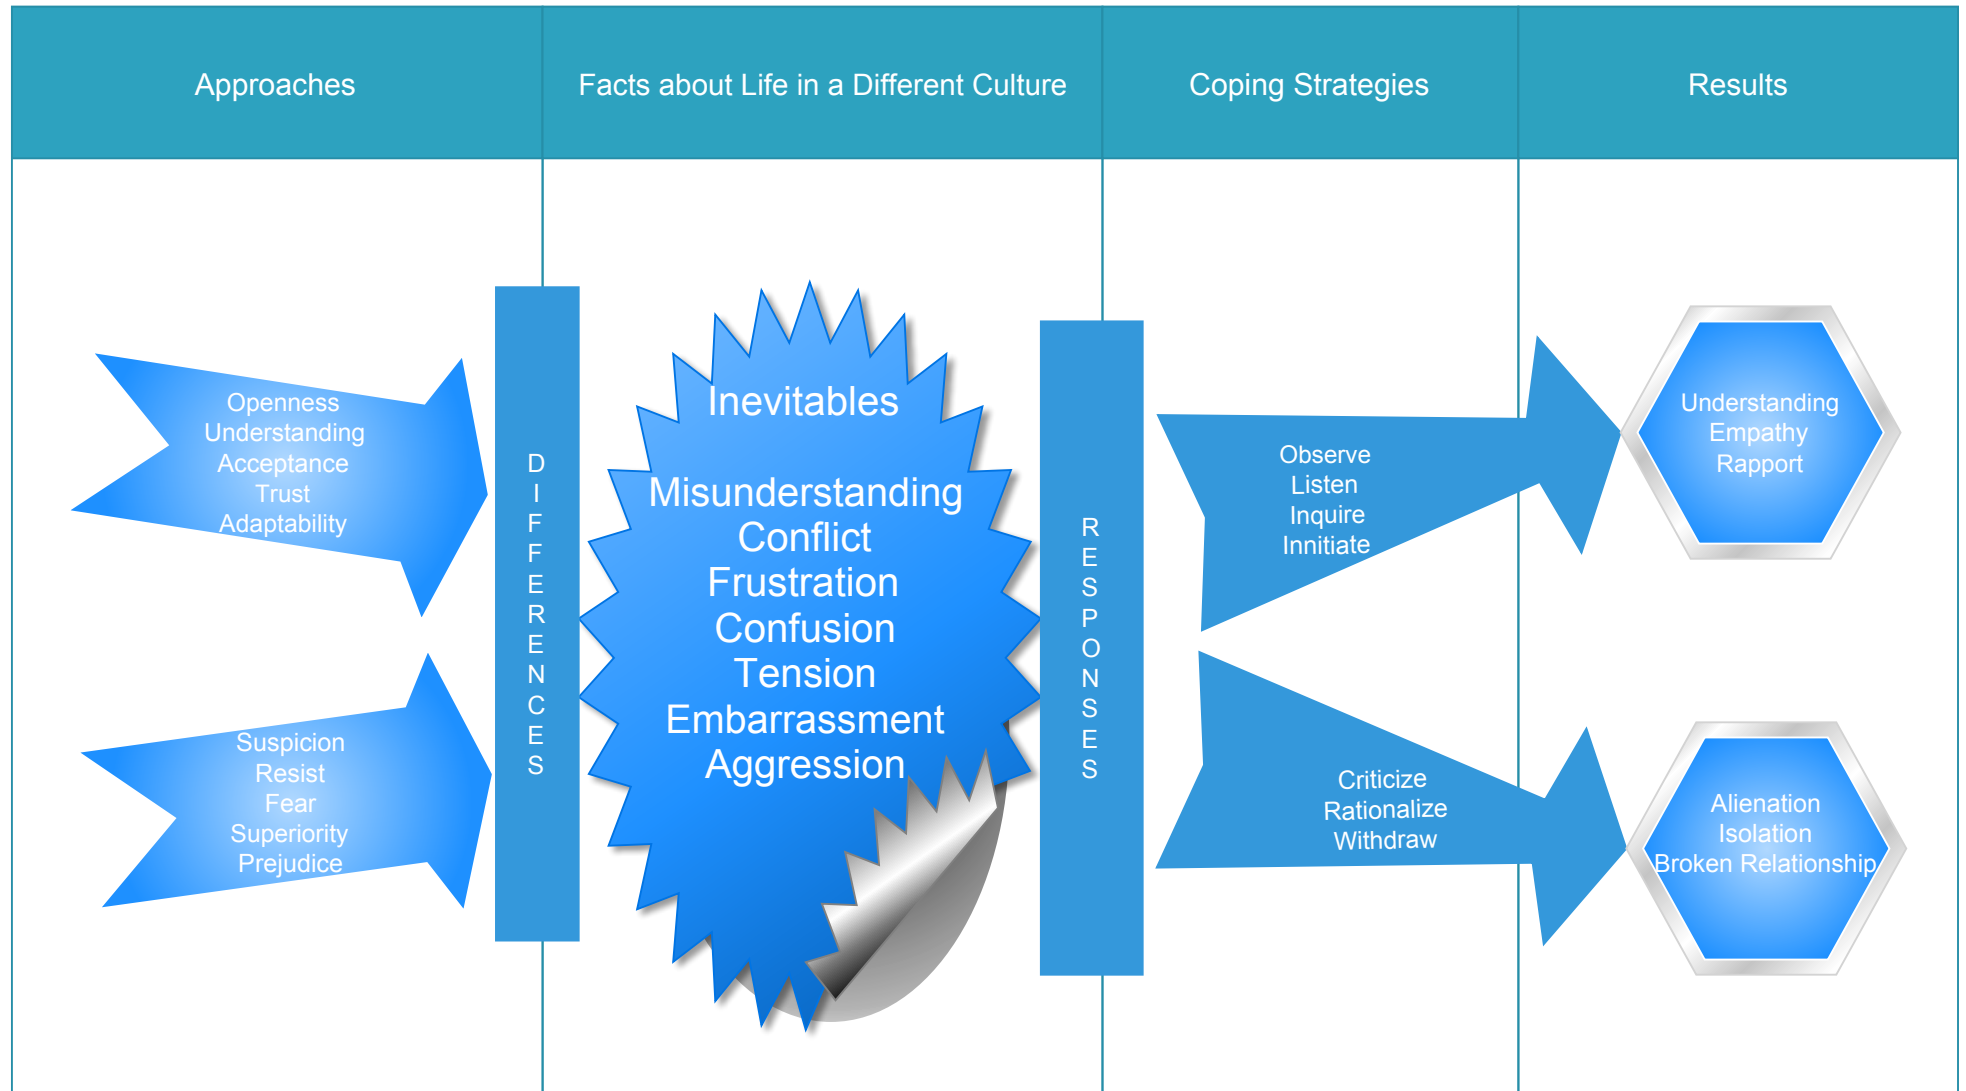 Approaches
Facts about Life in a Different Culture
Coping Strategies
Results
Openness
Understanding
Acceptance
Trust
Adaptability
Suspicion
Resist
Fear
Superiority
Prejudice
D
I
F
F
E
R
E
N
C
E
S
Inevitables
Misunderstanding
Conflict
Frustration
Confusion
Tension
Embarrassment
Aggression
R
E
S
P
O
N
S
E
S
Observe
Listen
Inquire
Innitiate
Criticize
Rationalize
Withdraw
Understanding
Empathy
Rapport
Alienation
Isolation
Broken Relationship